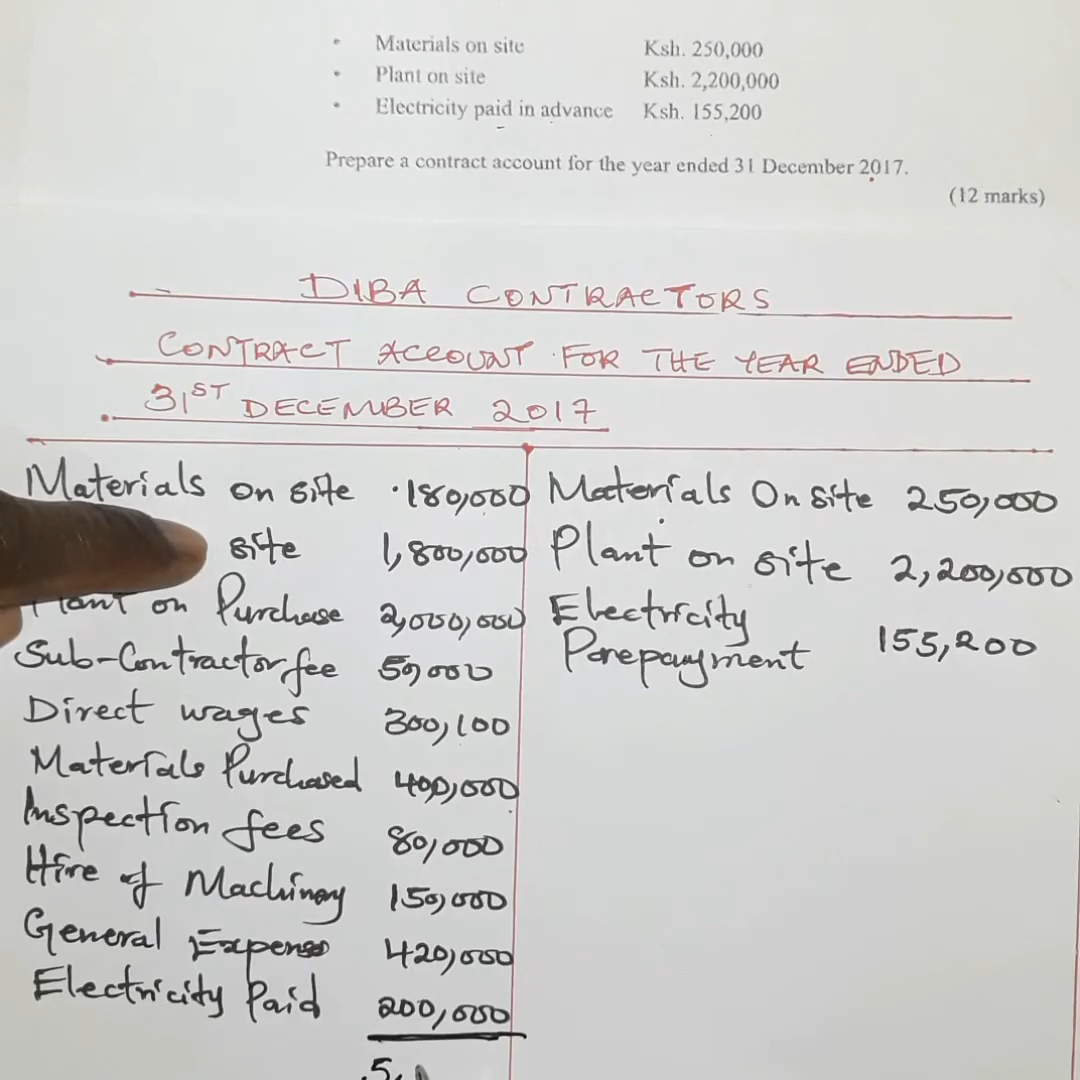 • Materials on site Ksh. 250,000
• Plant on site Ksh. 2,200,000
• Electricity paid in advance Ksh. 155,200
Prepare a contract account for the year ended 31 December 2017.
(12 marks)
DIBA CONTRACTORS
CONTRACT ACCOUNT FOR THE YEAR ENDED
31ST DECEMBER 2017
Materials on site 180,000
site 1,800,000
Plant on Purchase 2,000,000
Sub-Contractor fee 50,000
Direct wages 300,100
Materials Purchased 400,000
Inspection fees 80,000
Hire of Machinery 150,000
General Expenses 420,000
Electricity Paid 200,000
5,
Materials On site 250,000
Plant on site 2,200,000
Electricity
Porepayment 155,200